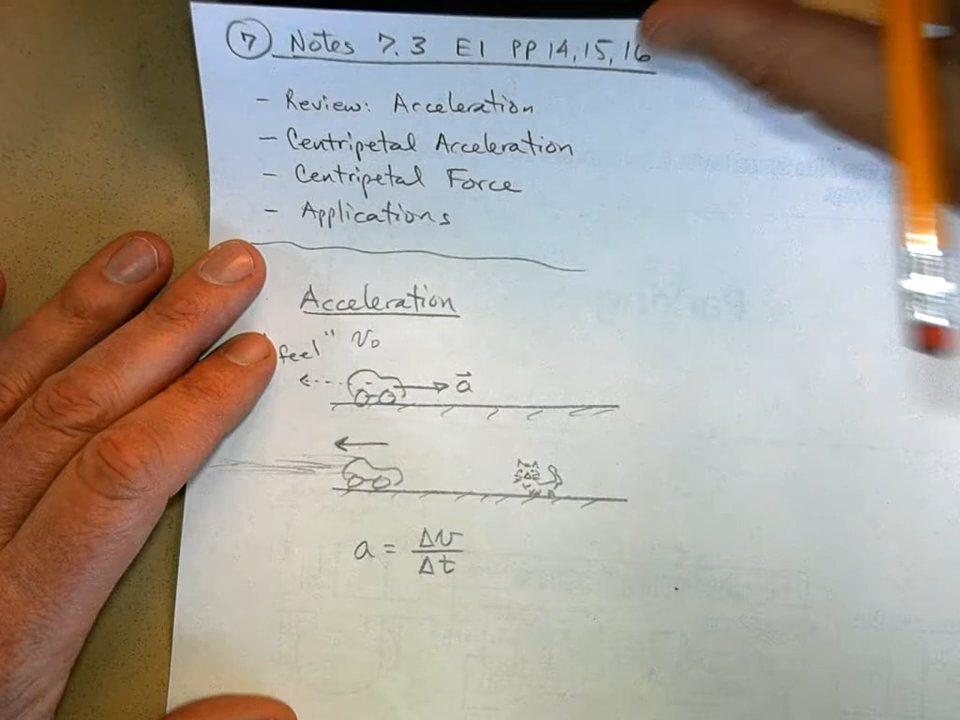 7 Notes 7.3 E1 PP 14, 15, 16
- Review: Acceleration
- Centripetal Acceleration
- Centripetal Force
- Applications
Acceleration
feel" v₀
a⃗
a = Δv/Δt